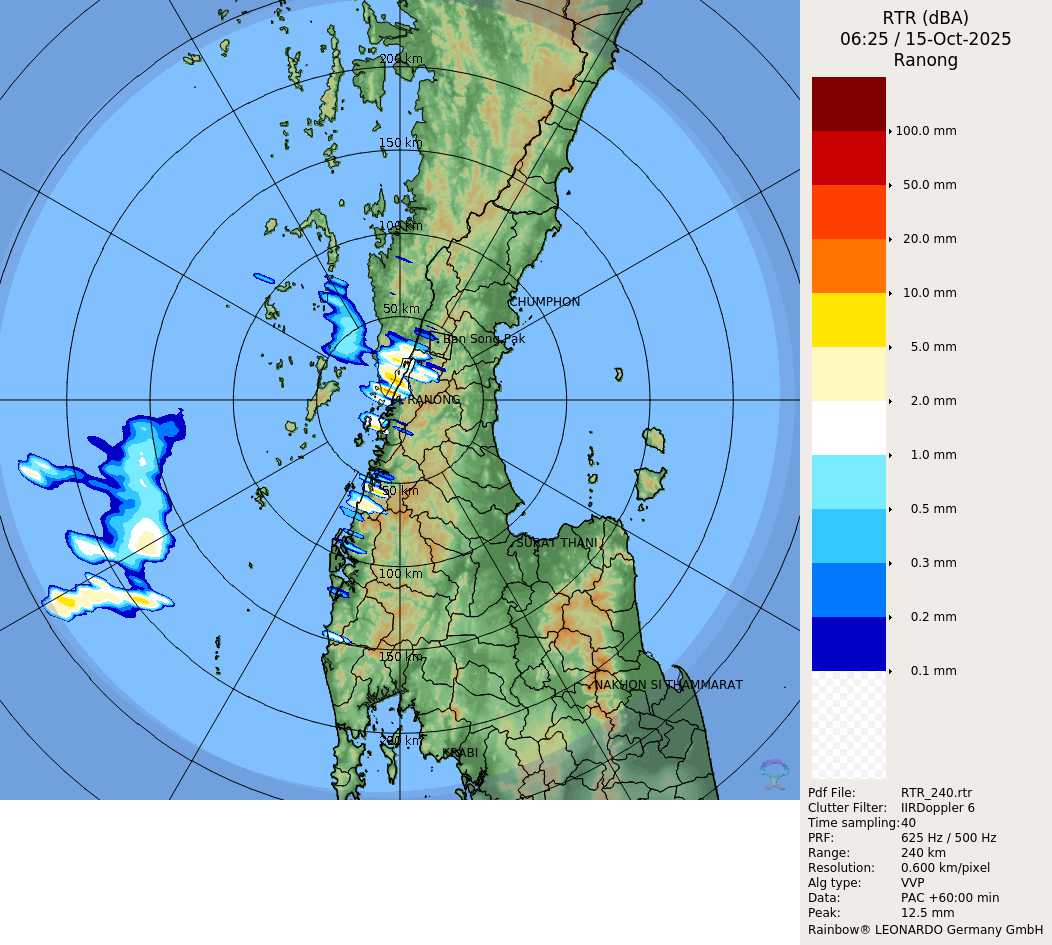 200 km
150 km
100 km
50 km
CHUMPHON
Ban Song Pak
RANONG
50 km
SURAT THANI
100 km
150 km
NAKHON SI THAMMARAT
200 km
KRABI
RTR (dBA)
06:25 / 15-Oct-2025
Ranong
100.0 mm
50.0 mm
20.0 mm
10.0 mm
5.0 mm
2.0 mm
1.0 mm
0.5 mm
0.3 mm
0.2 mm
0.1 mm
Pdf File: RTR_240.rtr
Clutter Filter: IIRDoppler 6
Time sampling:40
PRF: 625 Hz / 500 Hz
Range: 240 km
Resolution: 0.600 km/pixel
Alg type: VVP
Data: PAC +60:00 min
Peak: 12.5 mm
Rainbow® LEONARDO Germany GmbH